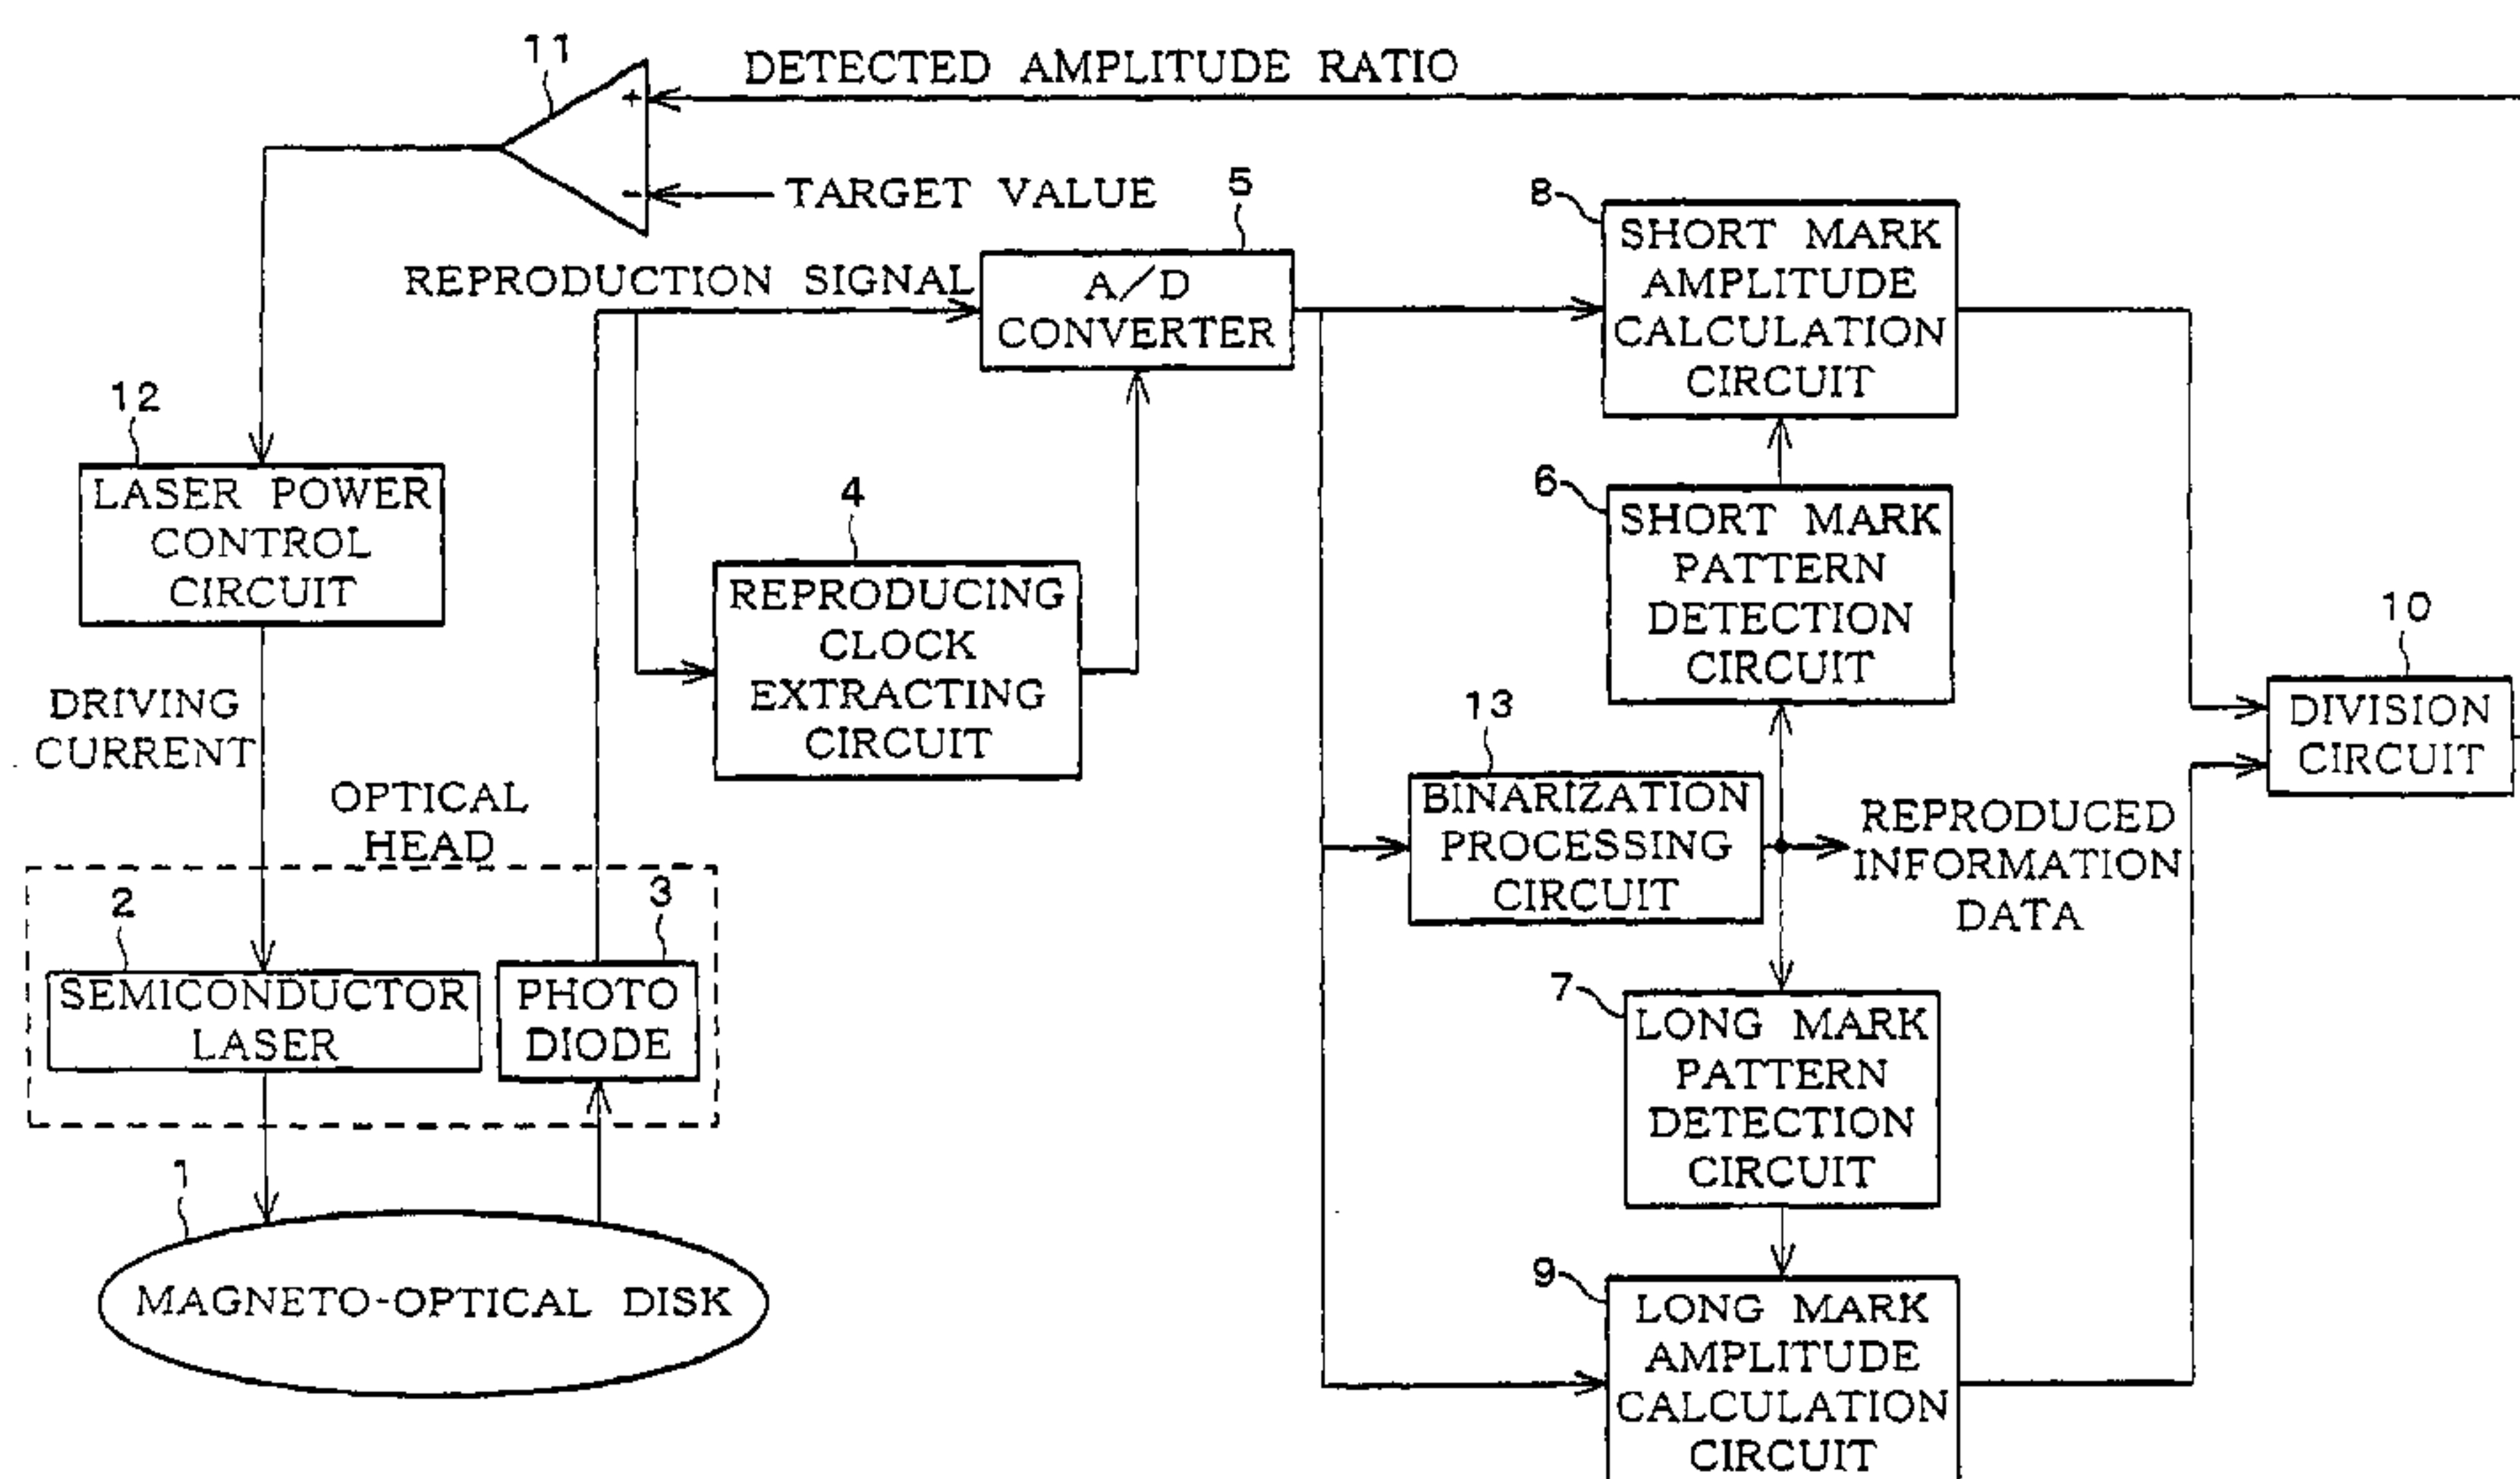 11
DETECTED AMPLITUDE RATIO
+
-
TARGET VALUE
5
8
REPRODUCTION SIGNAL
A/D
CONVERTER
SHORT MARK
AMPLITUDE
CALCULATION
CIRCUIT
12
LASER POWER
CONTROL
CIRCUIT
4
REPRODUCING
CLOCK
EXTRACTING
CIRCUIT
6
SHORT MARK
PATTERN
DETECTION
CIRCUIT
10
DIVISION
CIRCUIT
DRIVING
CURRENT
13
BINARIZATION
PROCESSING
CIRCUIT
REPRODUCED
INFORMATION
DATA
OPTICAL
HEAD
2
SEMICONDUCTOR
LASER
3
PHOTO
DIODE
7
LONG MARK
PATTERN
DETECTION
CIRCUIT
1
MAGNETO-OPTICAL DISK
9
LONG MARK
AMPLITUDE
CALCULATION
CIRCUIT